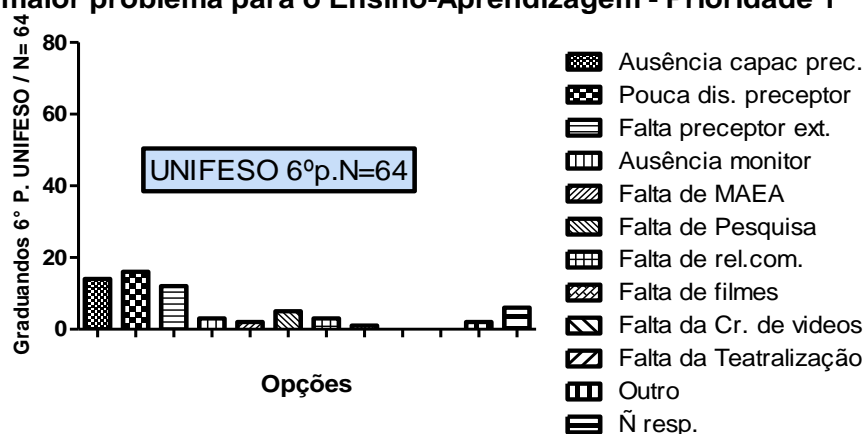 maior problema para o Ensino-Aprendizagem - Prioridade 1
Graduandos 6° P. UNIFESO / N= 64
80
60
40
20
0
UNIFESO 6ºp.N=64
Opções
Ausência capac prec.
Pouca dis. preceptor
Falta preceptor ext.
Ausência monitor
Falta de MAEA
Falta de Pesquisa
Falta de rel.com.
Falta de filmes
Falta da Cr. de videos
Falta da Teatralização
Outro
Ñ resp.